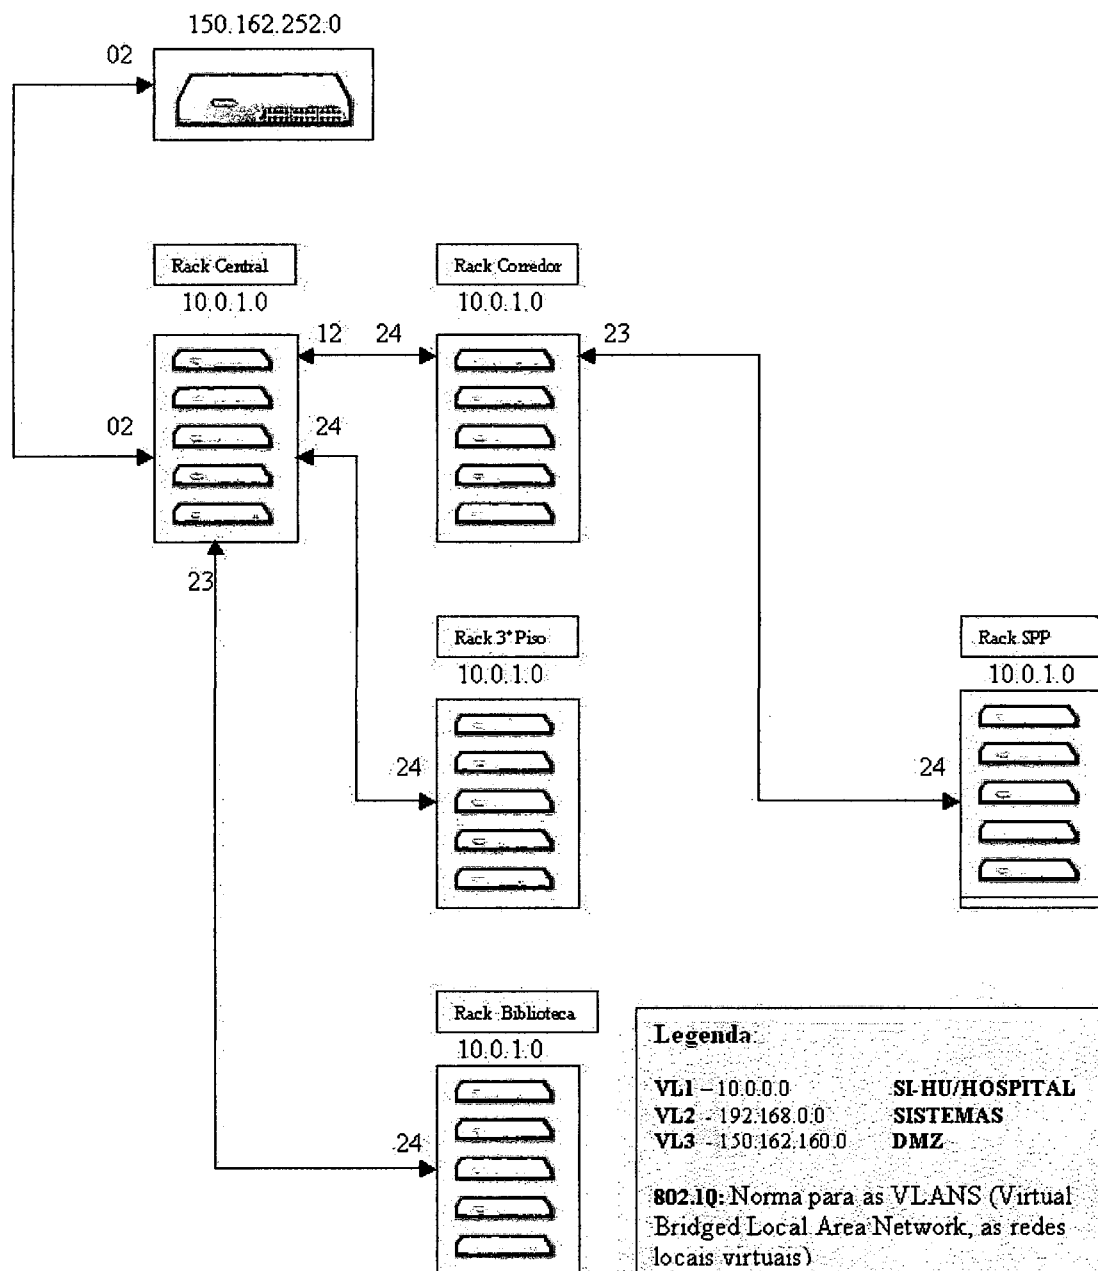 150.162.252.0
02
Rack Central
10.0.1.0
Rack Corredor
10.0.1.0
12
24
23
02
24
23
Rack 3° Piso
10.0.1.0
24
Rack SPP
10.0.1.0
24
Rack Biblioteca
10.0.1.0
24
Legenda:
VL1 - 10.0.0.0 SI-HU/HOSPITAL
VL2 - 192.168.0.0 SISTEMAS
VL3 - 150.162.160.0 DMZ
802.1Q: Norma para as VLANS (Virtual
Bridged Local Area Network, as redes
locais virtuais)